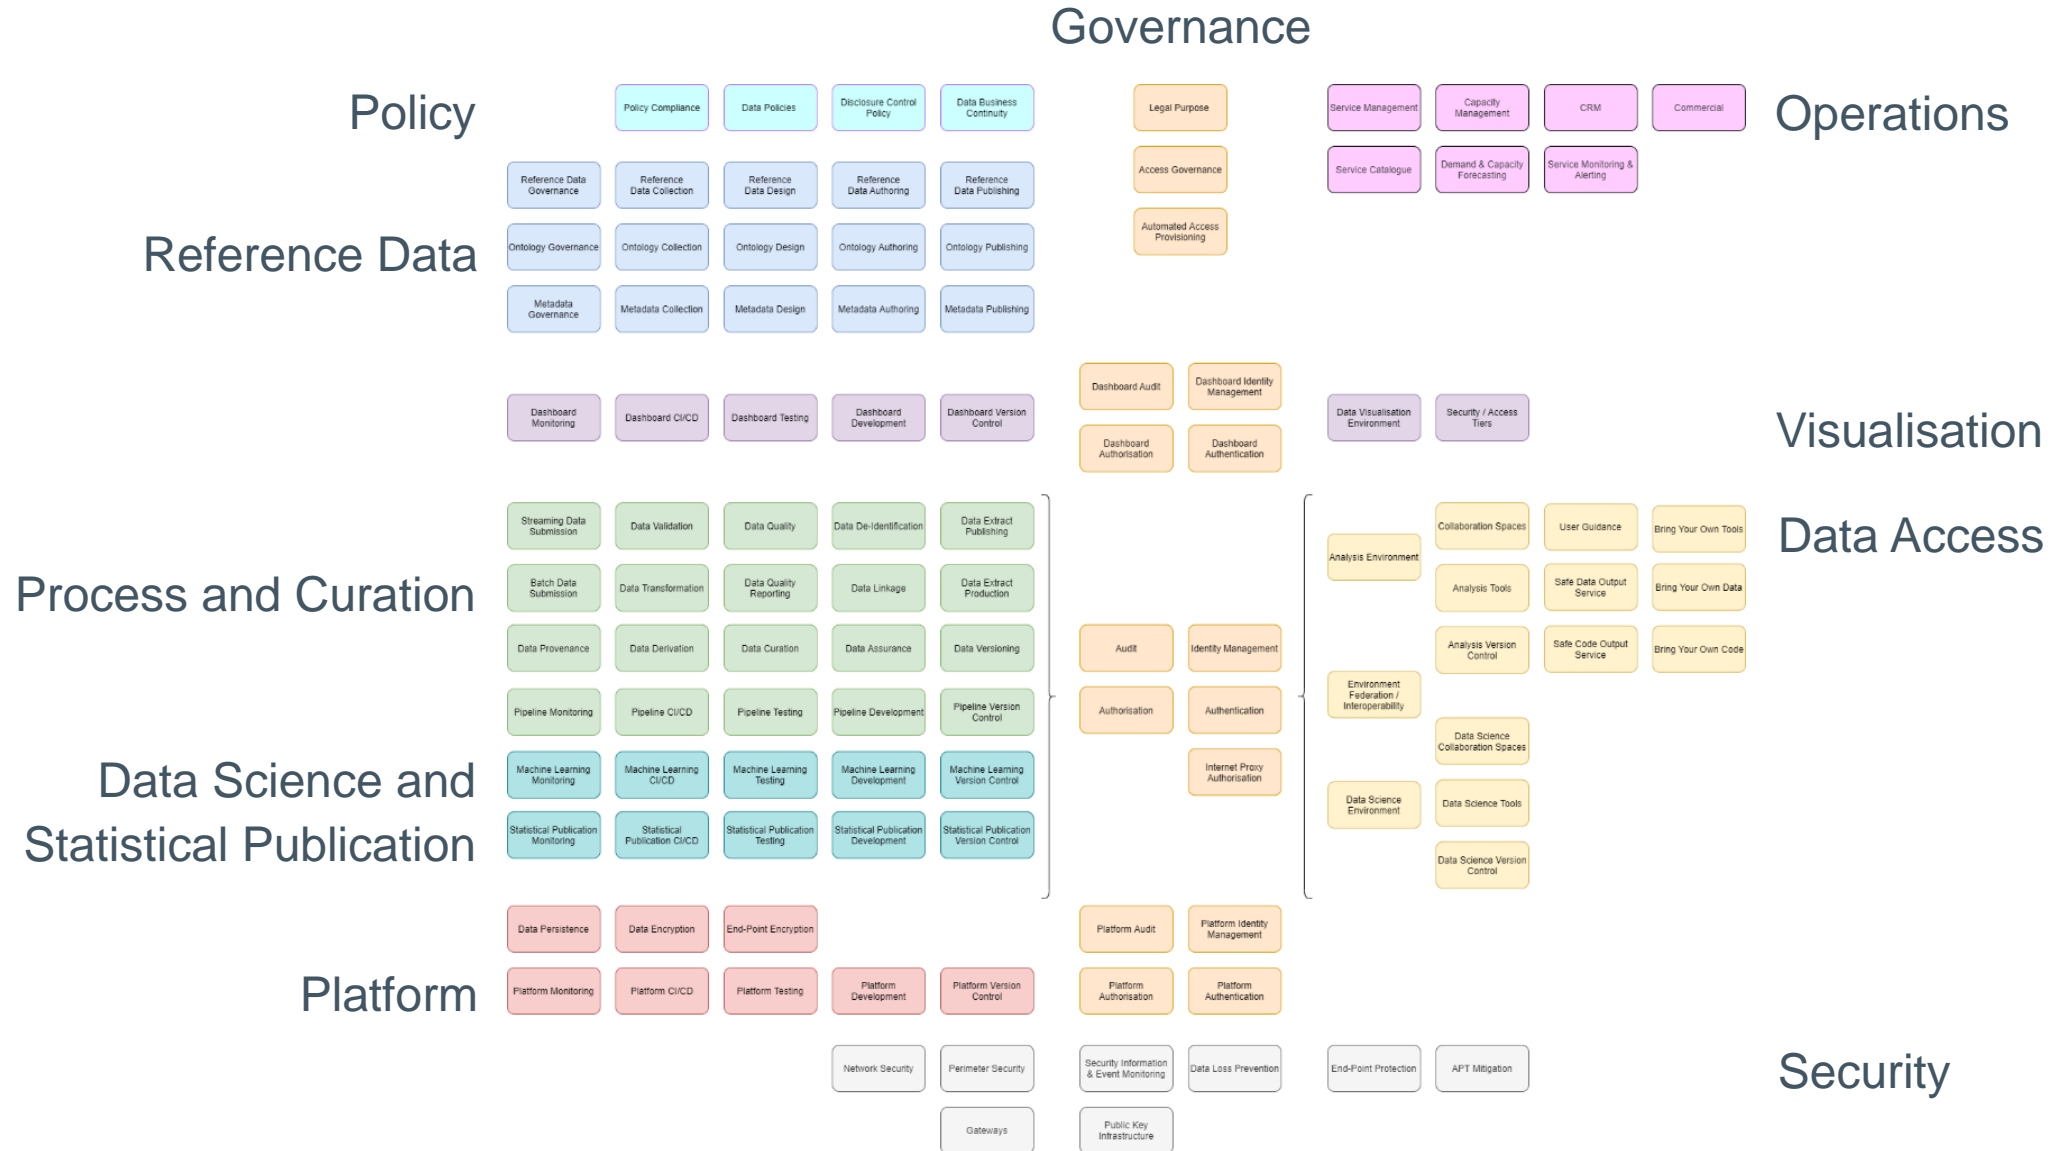 Governance
Policy
Policy Compliance
Data Policies
Disclosure Control
Policy
Data Business
Continuity
Legal Purpose
Service Management
Capacity
Management
CRM
Commercial
Operations
Reference Data
Governance
Reference
Data Collection
Reference
Data Design
Reference
Data Authoring
Reference
Data Publishing
Access Governance
Service Catalogue
Demand & Capacity
Forecasting
Service Monitoring &
Alerting
Reference Data
Ontology Governance
Ontology Collection
Ontology Design
Ontology Authoring
Ontology Publishing
Automated Access
Provisioning
Metadata
Governance
Metadata Collection
Metadata Design
Metadata Authoring
Metadata Publishing
Dashboard Audit
Dashboard Identity
Management
Dashboard
Monitoring
Dashboard CI/CD
Dashboard Testing
Dashboard
Development
Dashboard Version
Control
Dashboard
Authorisation
Dashboard
Authentication
Data Visualisation
Environment
Security / Access
Tiers
Visualisation
Streaming Data
Submission
Data Validation
Data Quality
Data De-Identification
Data Extract
Publishing
Analysis Environment
Collaboration Spaces
User Guidance
Bring Your Own Tools
Data Access
Process and Curation
Batch Data
Submission
Data Transformation
Data Quality
Reporting
Data Linkage
Data Extract
Production
Analysis Tools
Safe Data Output
Service
Bring Your Own Data
Data Provenance
Data Derivation
Data Curation
Data Assurance
Data Versioning
Audit
Identity Management
Analysis Version
Control
Safe Code Output
Service
Bring Your Own Code
Pipeline Monitoring
Pipeline CI/CD
Pipeline Testing
Pipeline Development
Pipeline Version
Control
Authorisation
Authentication
Environment
Federation /
Interoperability
Data Science
Collaboration Spaces
Data Science and
Statistical Publication
Machine Learning
Monitoring
Machine Learning
CI/CD
Machine Learning
Testing
Machine Learning
Development
Machine Learning
Version Control
Internet Proxy
Authorisation
Data Science
Environment
Data Science Tools
Statistical Publication
Monitoring
Statistical
Publication CI/CD
Statistical Publication
Testing
Statistical Publication
Development
Statistical Publication
Version Control
Data Science Version
Control
Data Persistence
Data Encryption
End-Point Encryption
Platform Audit
Platform Identity
Management
Platform
Platform Monitoring
Platform CI/CD
Platform Testing
Platform
Development
Platform Version
Control
Platform
Authorisation
Platform
Authentication
Network Security
Perimeter Security
Security Information
& Event Monitoring
Data Loss Prevention
End-Point Protection
APT Mitigation
Security
Gateways
Public Key
Infrastructure